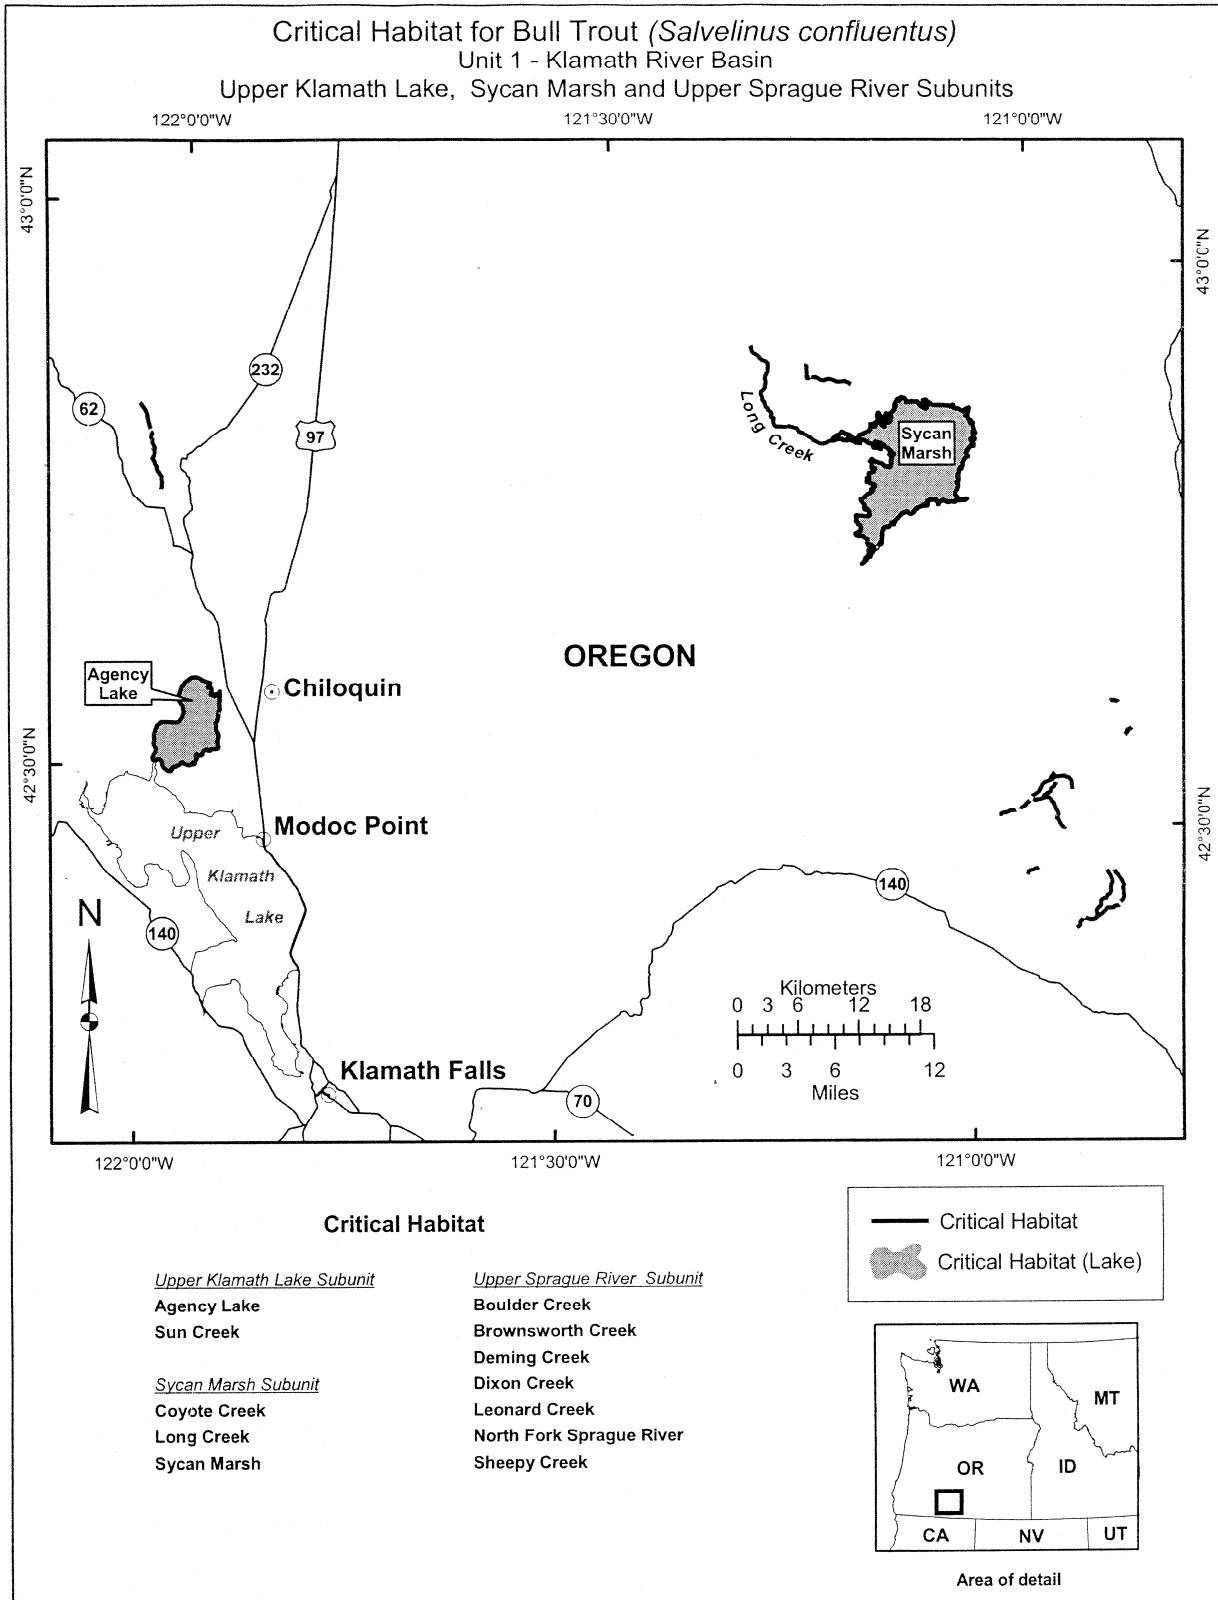 Critical Habitat for Bull Trout (Salvelinus confluentus)
Unit 1 - Klamath River Basin
Upper Klamath Lake, Sycan Marsh and Upper Sprague River Subunits
122°0'0"W
121°30'0"W
121°0'0"W
43°0'0"N
43°0'0"N
232
62
97
Long Creek
Sycan
Marsh
OREGON
Agency
Lake
Chiloquin
42°30'0"N
42°30'0"N
Modoc Point
Upper
Klamath
Lake
N
140
140
Kilometers
0 3 6 12 18
0 3 6 12
Miles
Klamath Falls
70
122°0'0"W
121°30'0"W
121°0'0"W
Critical Habitat
Upper Klamath Lake Subunit
Agency Lake
Sun Creek
Sycan Marsh Subunit
Coyote Creek
Long Creek
Sycan Marsh
Upper Sprague River Subunit
Boulder Creek
Brownsworth Creek
Deming Creek
Dixon Creek
Leonard Creek
North Fork Sprague River
Sheepy Creek
Critical Habitat
Critical Habitat (Lake)
WA
MT
OR
ID
CA
NV
UT
Area of detail